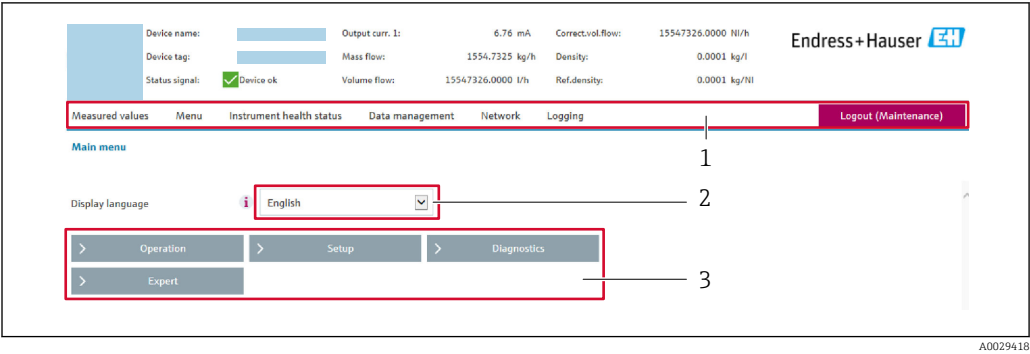 Device name: Output curr. 1: 6.76 mA Correct.vol.flow: 15547326.0000 Nl/h
Endress+Hauser EH
Device tag: Mass flow: 1554.7325 kg/h Density: 0.0001 kg/l
Status signal: Device ok Volume flow: 15547326.0000 l/h Ref.density: 0.0001 kg/Nl
Measured values Menu Instrument health status Data management Network Logging Logout (Maintenance)
1
Main menu
Display language i English 2
> Operation > Setup > Diagnostics
> Expert 3
A0029418